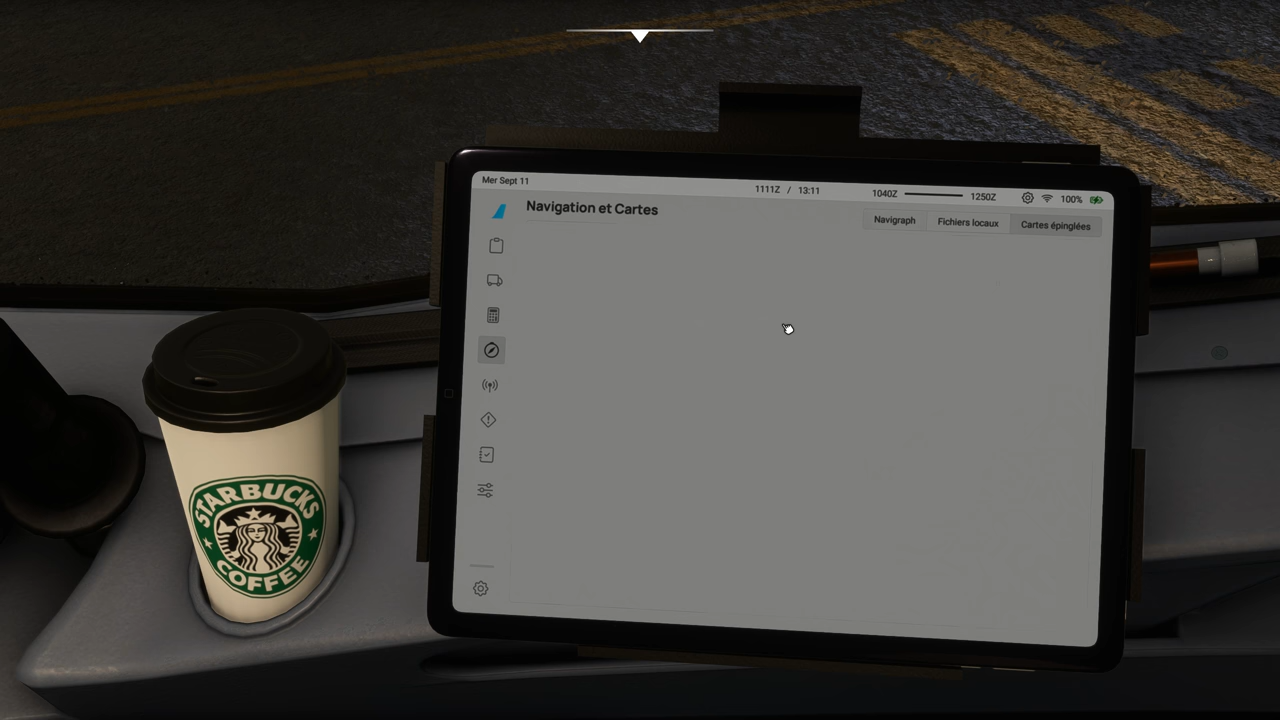 Mer Sept 11
1111Z / 13:11
1040Z
1250Z
100%
Navigation et Cartes
Navigraph
Fichiers locaux
Cartes épinglées
STARBUCKS
COFFEE